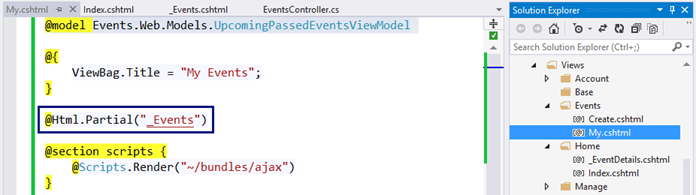 My.cshtml Index.cshtml _Events.cshtml EventsController.cs
@model Events.Web.Models.UpcomingPassedEventsViewModel
@{
ViewBag.Title = "My Events";
}
@Html.Partial("_Events")
@section scripts {
@Scripts.Render("~/bundles/ajax")
}
Solution Explorer
Search Solution Explorer (Ctrl+;)
Views
Account
Base
Events
Create.cshtml
My.cshtml
Home
_EventDetails.cshtml
Index.cshtml
Manage